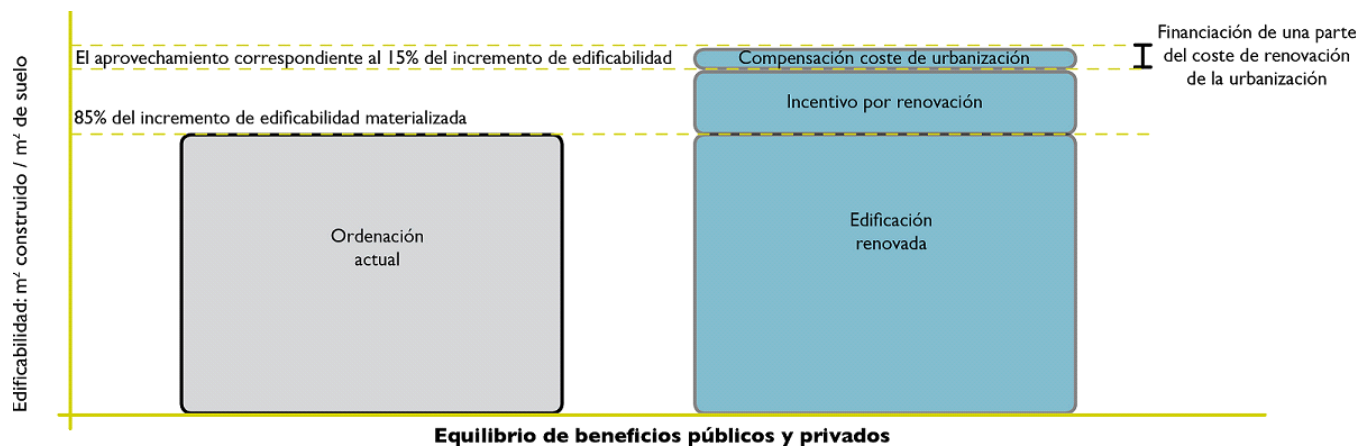 Financiación de una parte
del coste de renovación
de la urbanización
El aprovechamiento correspondiente al 15% del incremento de edificabilidad
Compensación coste de urbanización
Incentivo por renovación
85% del incremento de edificabilidad materializada
Edificabilidad: m² construido / m² de suelo
Ordenación
actual
Edificación
renovada
Equilibrio de beneficios públicos y privados